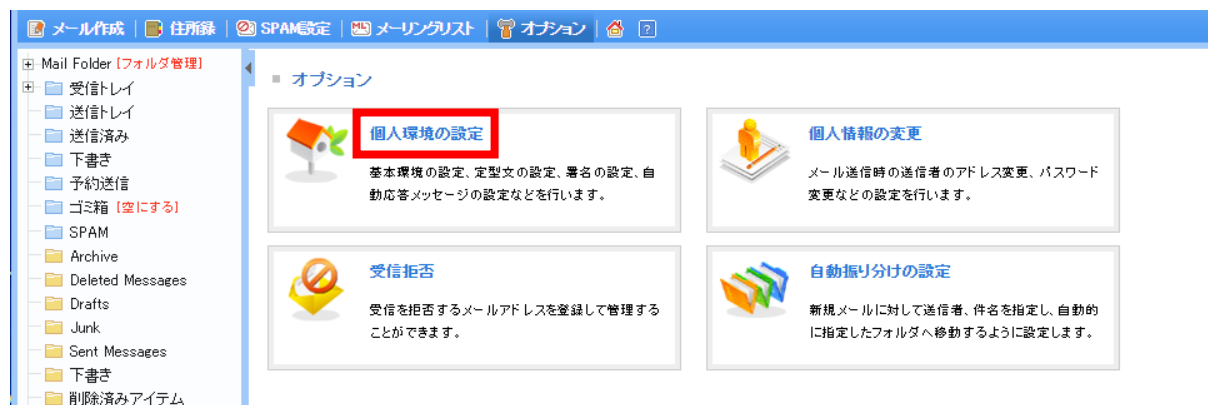 メール作成 | 住所録 | SPAM設定 | メーリングリスト | オプション | ?
Mail Folder [フォルダ管理]
受信トレイ
送信トレイ
送信済み
下書き
予約送信
ゴミ箱 [空にする]
SPAM
Archive
Deleted Messages
Drafts
Junk
Sent Messages
下書き
削除済みアイテム
オプション
個人環境の設定
基本環境の設定、定型文の設定、署名の設定、自
動応答メッセージの設定などを行います。
個人情報の変更
メール送信時の送信者のアドレス変更、パスワード
変更などの設定を行います。
受信拒否
受信を拒否するメールアドレスを登録して管理する
ことができます。
自動振り分けの設定
新規メールに対して送信者、件名を指定し、自動的
に指定したフォルダへ移動するように設定します。